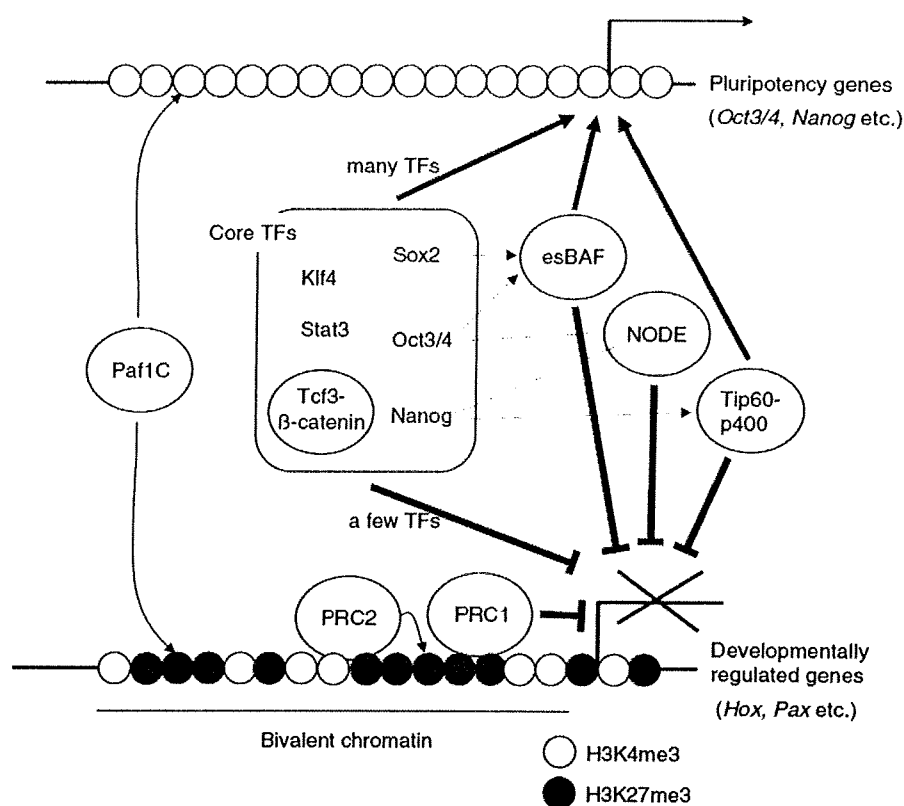 Pluripotency genes
(Oct3/4, Nanog etc.)
many TFs
Core TFs
Sox2
Klf4
esBAF
Stat3
Oct3/4
NODE
Paf1C
Tcf3-
ß-catenin
Nanog
Tip60-
p400
a few TFs
PRC2
PRC1
Developmentally
regulated genes
(Hox, Pax etc.)
Bivalent chromatin
H3K4me3
H3K27me3